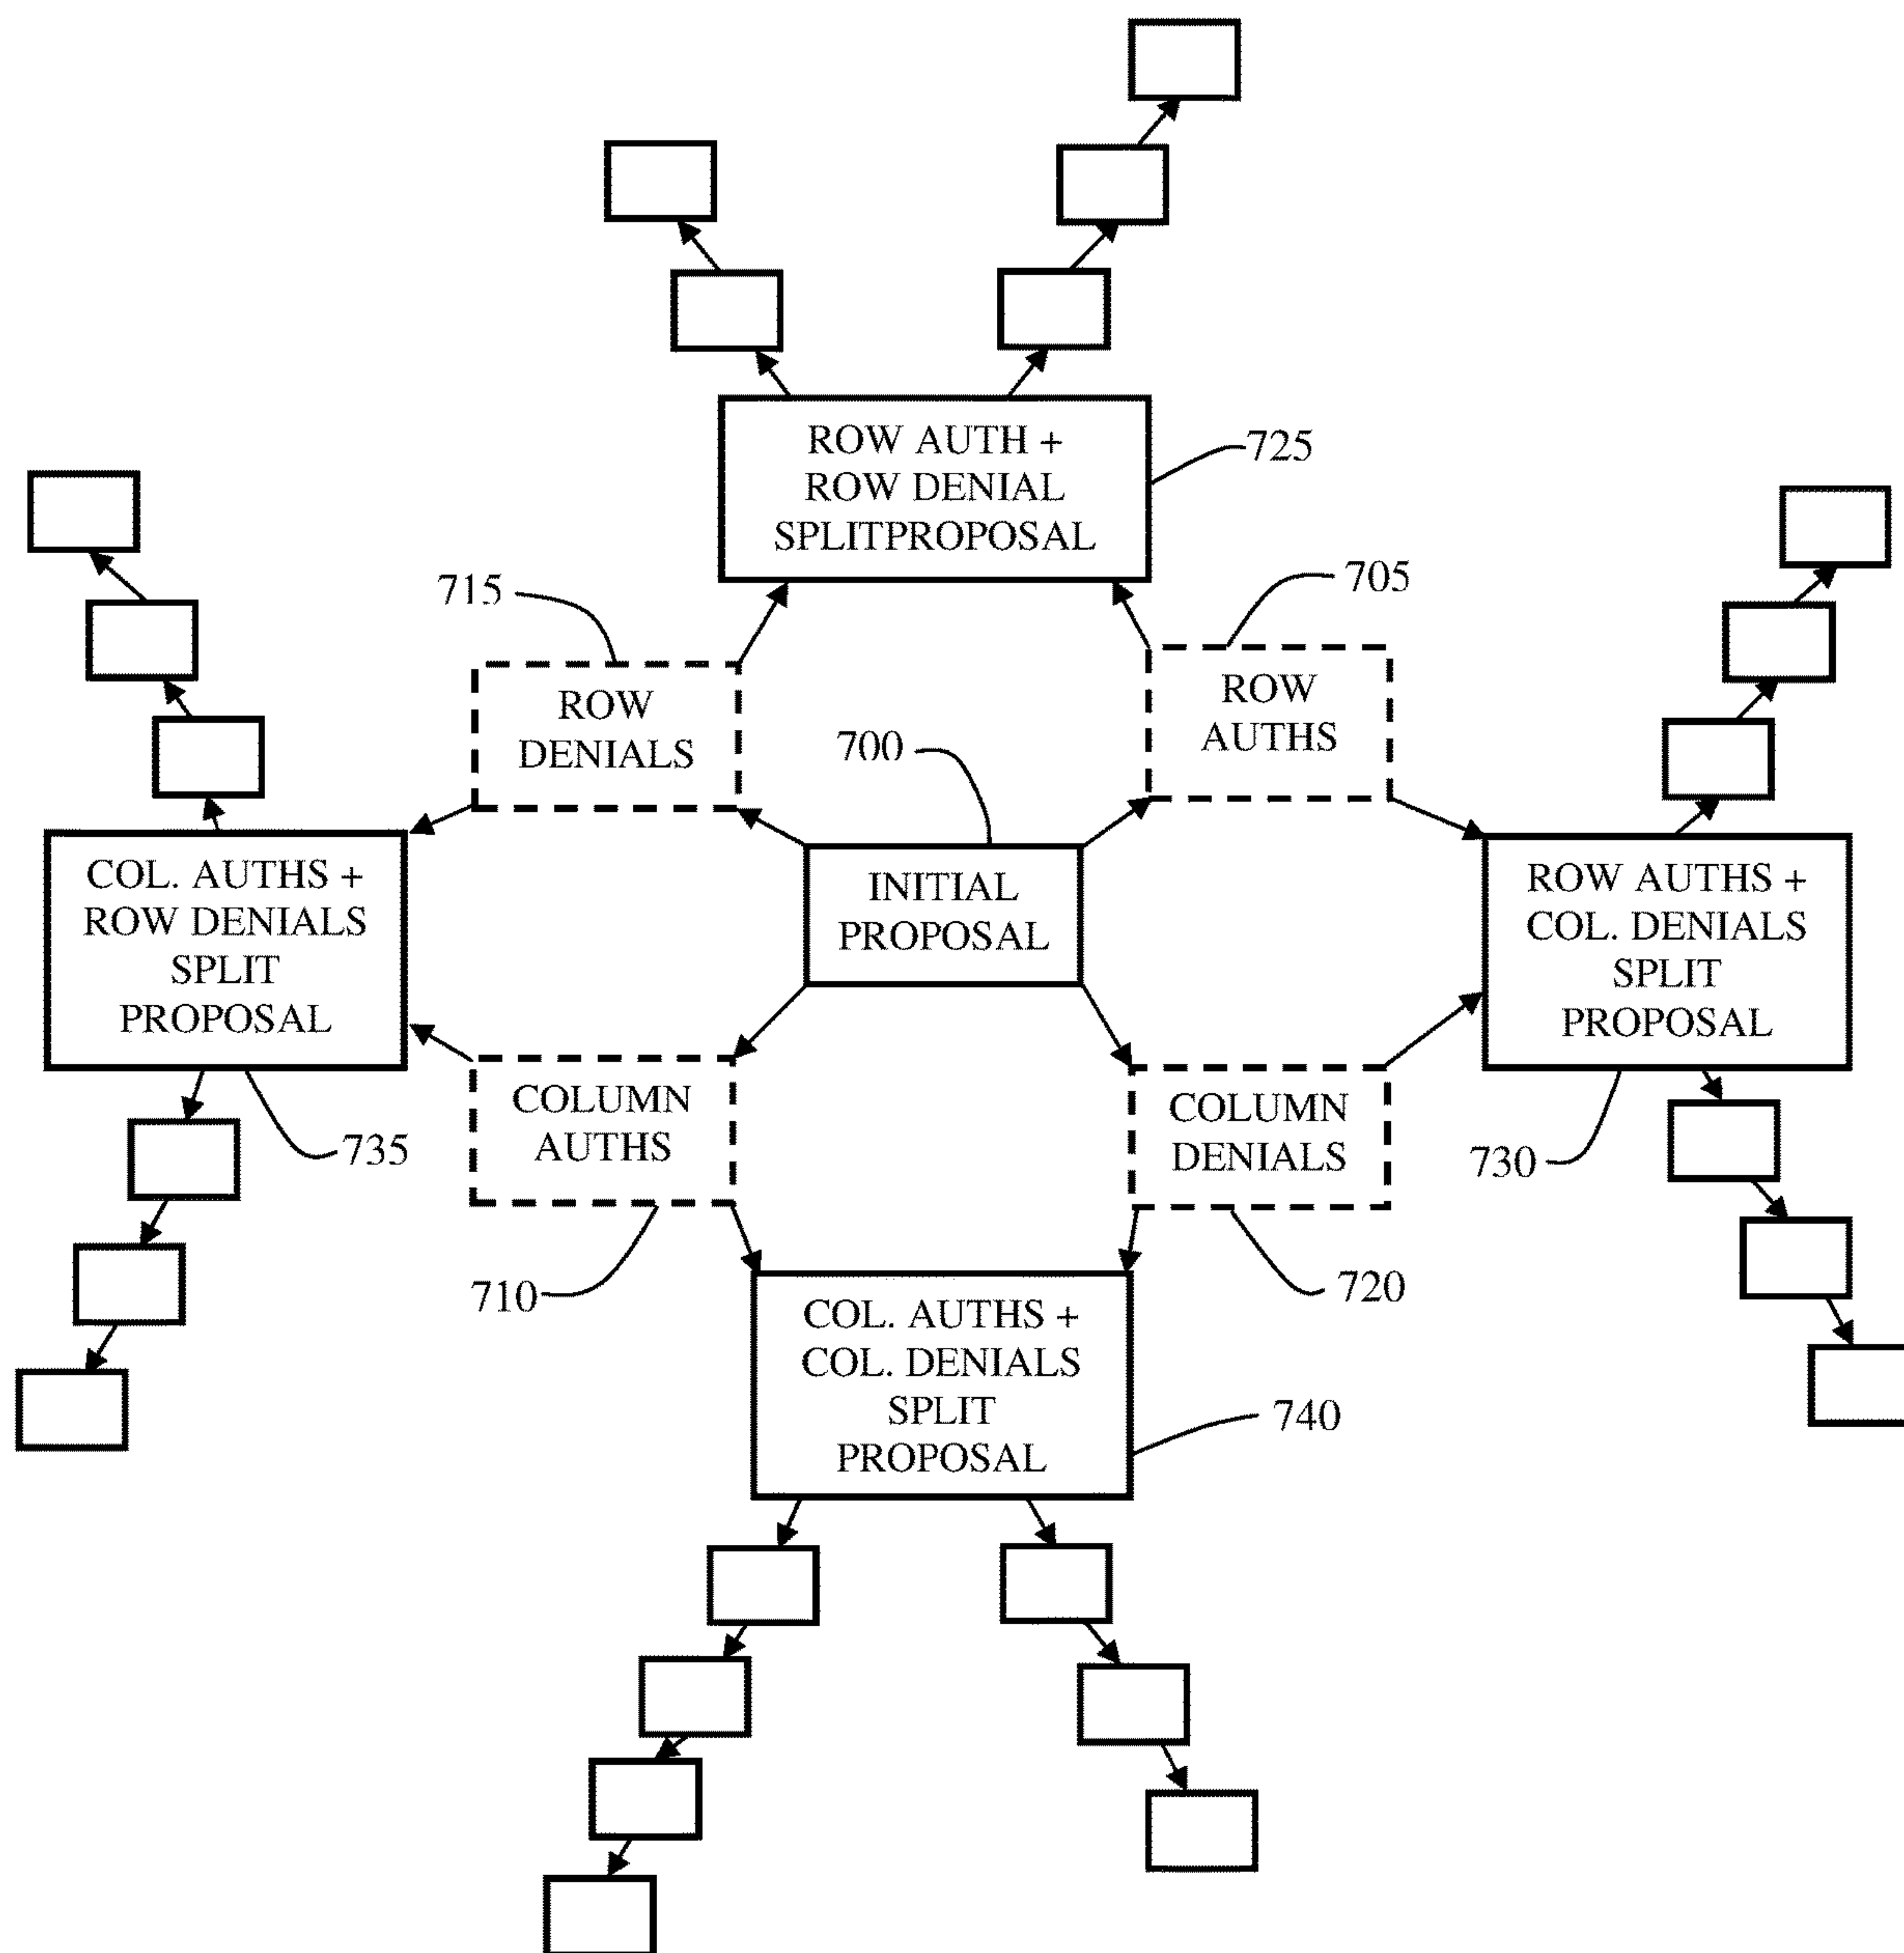 ROW AUTH +
ROW DENIAL
SPLITPROPOSAL
725
715
705
ROW
DENIALS
ROW
AUTHS
700
INITIAL
PROPOSAL
COL. AUTHS +
ROW DENIALS
SPLIT
PROPOSAL
ROW AUTHS +
COL. DENIALS
SPLIT
PROPOSAL
735
COLUMN
AUTHS
COLUMN
DENIALS
730
710
720
COL. AUTHS +
COL. DENIALS
SPLIT
PROPOSAL
740